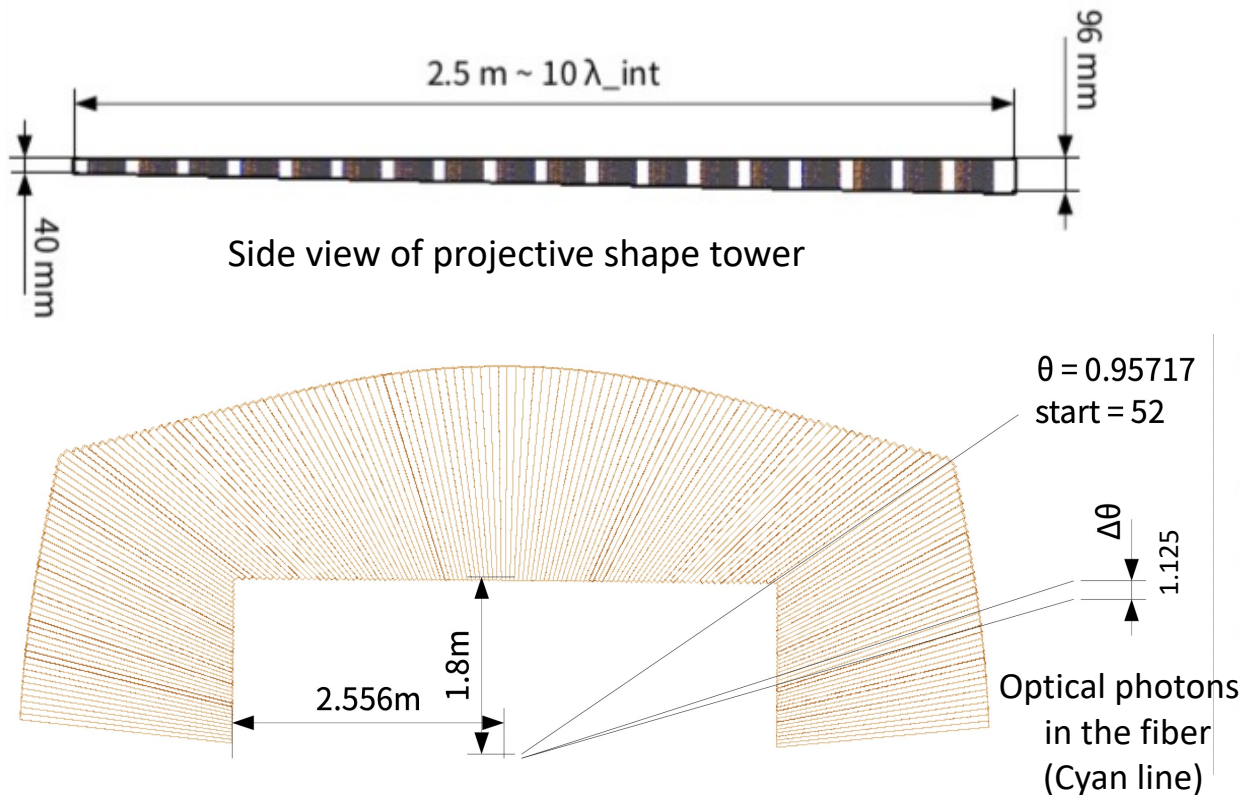 2.5 m ~ 10 λ_int
96 mm
40 mm
Side view of projective shape tower
θ = 0.95717
start = 52
Δθ
1.125
1.8m
2.556m
Optical photons
in the fiber
(Cyan line)